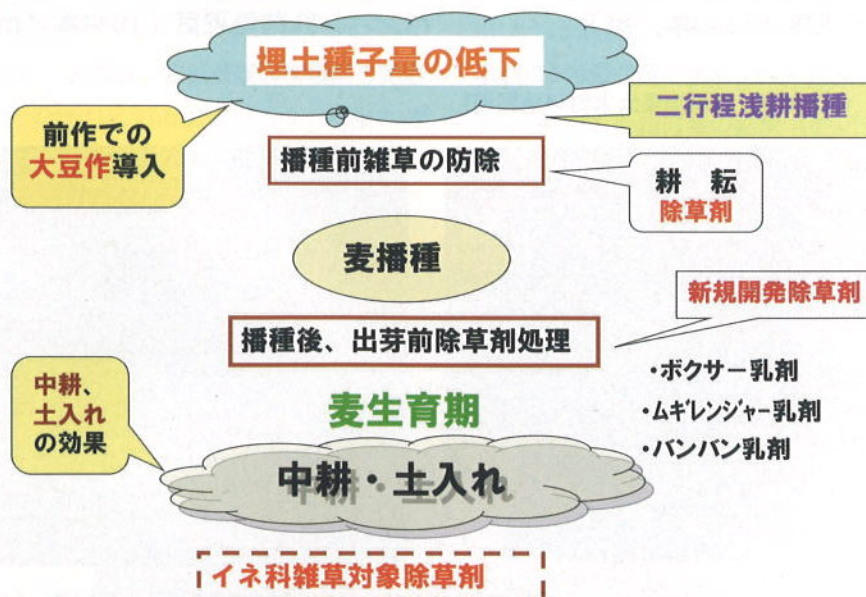 埋土種子量の低下
二行程浅耕播種
前作での
大豆作導入
播種前雑草の防除
耕　耘
除草剤
麦播種
新規開発除草剤
播種後、出芽前除草剤処理
・ボクサー乳剤
・ムギレンジャー乳剤
・バンバン乳剤
中耕、
土入れ
の効果
麦生育期
中耕・土入れ
イネ科雑草対象除草剤